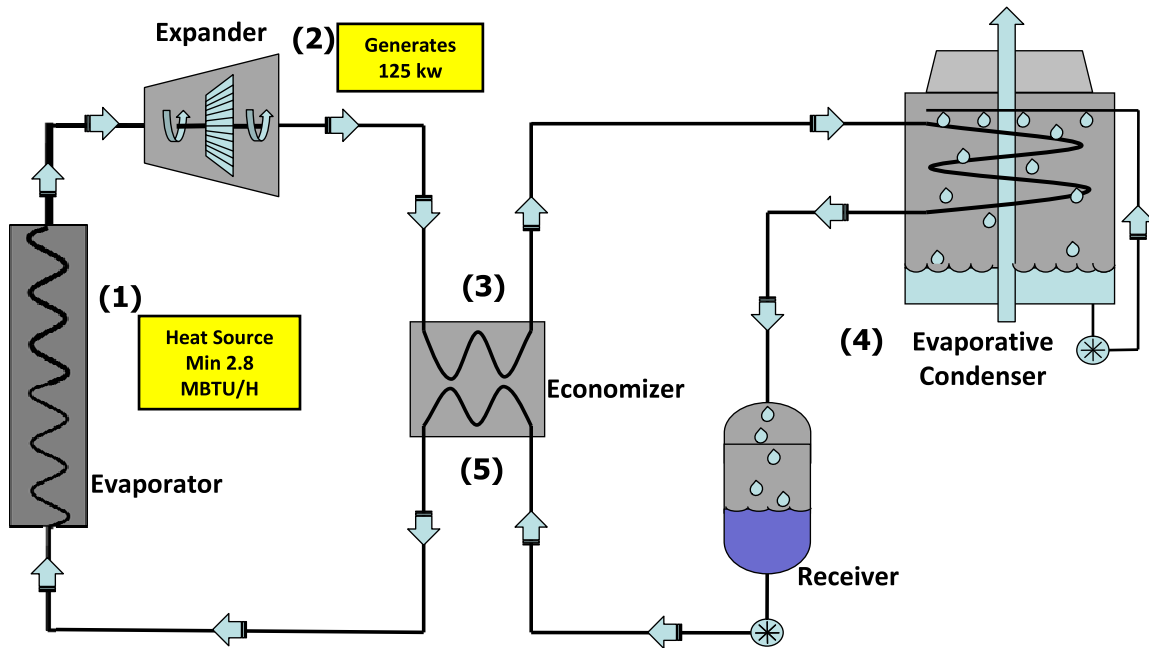 Expander
(2)
Generates
125 kw
(1)
Heat Source
Min 2.8
MBTU/H
Evaporator
(3)
Economizer
(5)
(4)
Evaporative
Condenser
Receiver